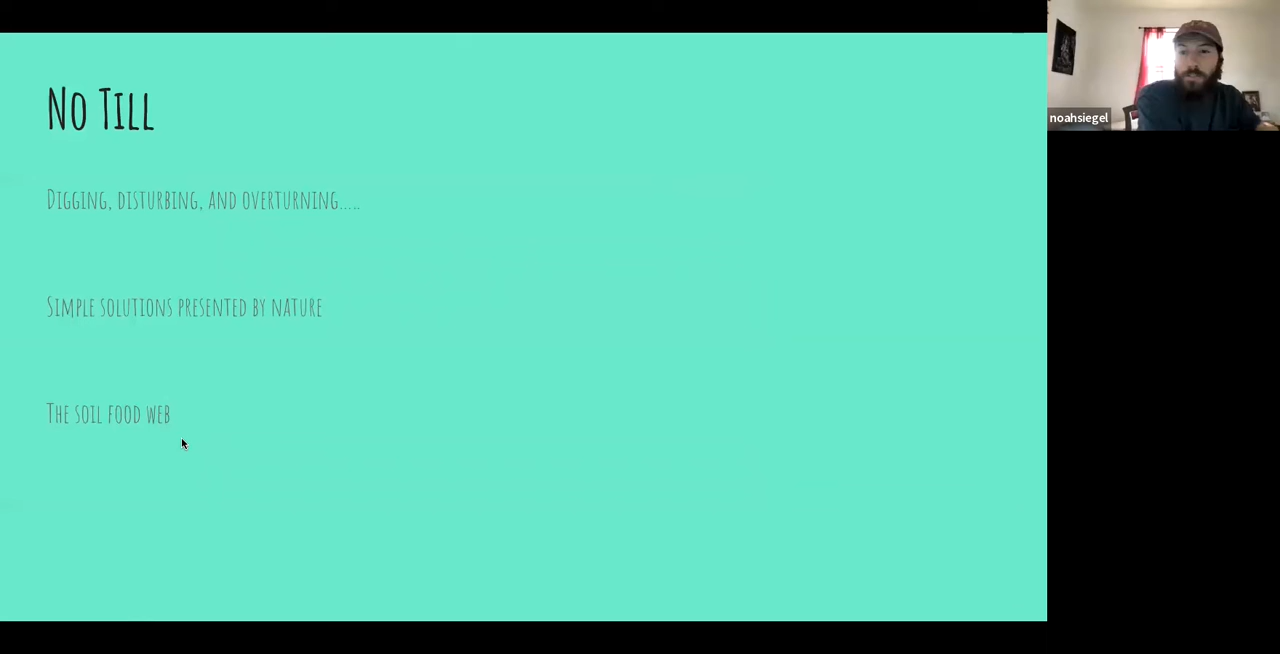 No Till
Digging, disturbing, and overturning.....
Simple solutions presented by nature
The soil food web
noahsiegel